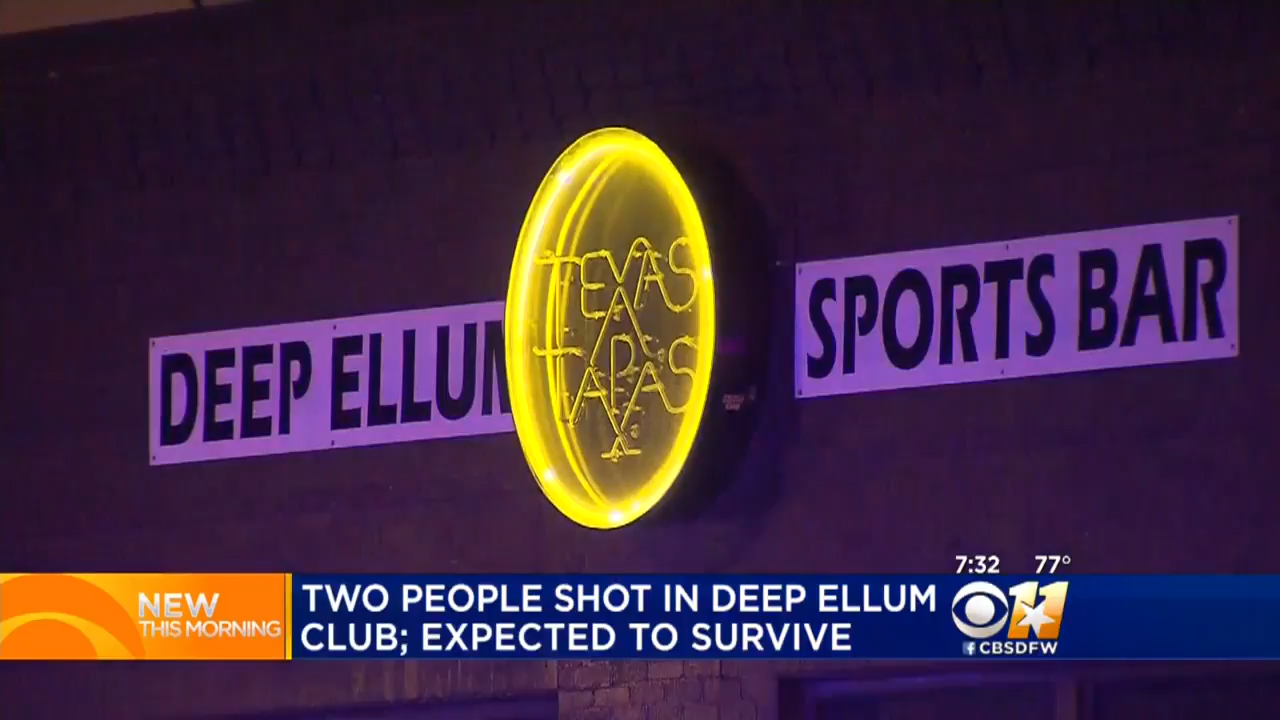 DEEP ELLUM
TEXAS
TAPAS
SPORTS BAR
7:32 77°
NEW
THIS MORNING
TWO PEOPLE SHOT IN DEEP ELLUM
CLUB; EXPECTED TO SURVIVE
11
f CBSDFW